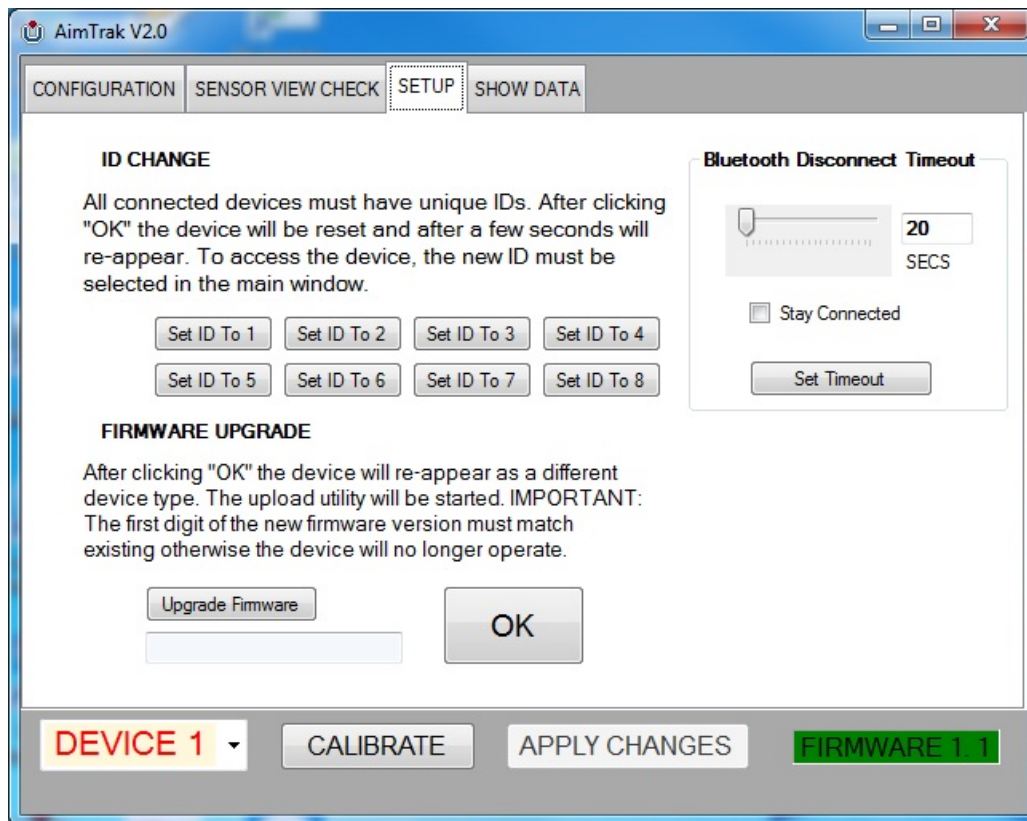 AimTrak V2.0
CONFIGURATION SENSOR VIEW CHECK SETUP SHOW DATA
ID CHANGE
All connected devices must have unique IDs. After clicking
"OK" the device will be reset and after a few seconds will
re-appear. To access the device, the new ID must be
selected in the main window.
Set ID To 1 Set ID To 2 Set ID To 3 Set ID To 4
Set ID To 5 Set ID To 6 Set ID To 7 Set ID To 8
Bluetooth Disconnect Timeout
20
SECS
Stay Connected
Set Timeout
FIRMWARE UPGRADE
After clicking "OK" the device will re-appear as a different
device type. The upload utility will be started. IMPORTANT:
The first digit of the new firmware version must match
existing otherwise the device will no longer operate.
Upgrade Firmware
OK
DEVICE 1 CALIBRATE APPLY CHANGES FIRMWARE 1. 1